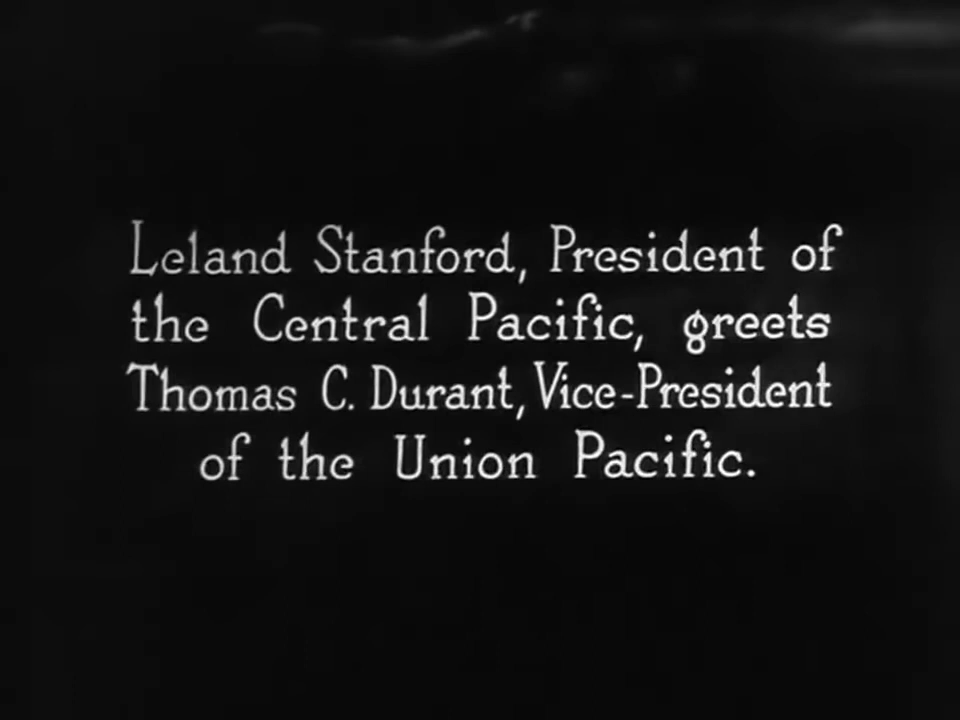 Leland Stanford, President of
the Central Pacific, greets
Thomas C. Durant, Vice-President
of the Union Pacific.